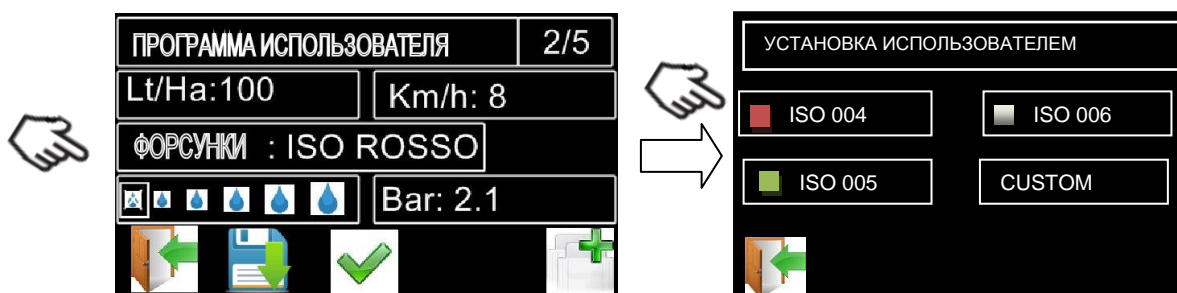 ПРОГРАММА ИСПОЛЬЗОВАТЕЛЯ 2/5
Lt/Ha:100 Km/h: 8
ФОРСУНКИ : ISO ROSSO
Bar: 2.1
УСТАНОВКА ИСПОЛЬЗОВАТЕЛЕМ
ISO 004 ISO 006
ISO 005 CUSTOM